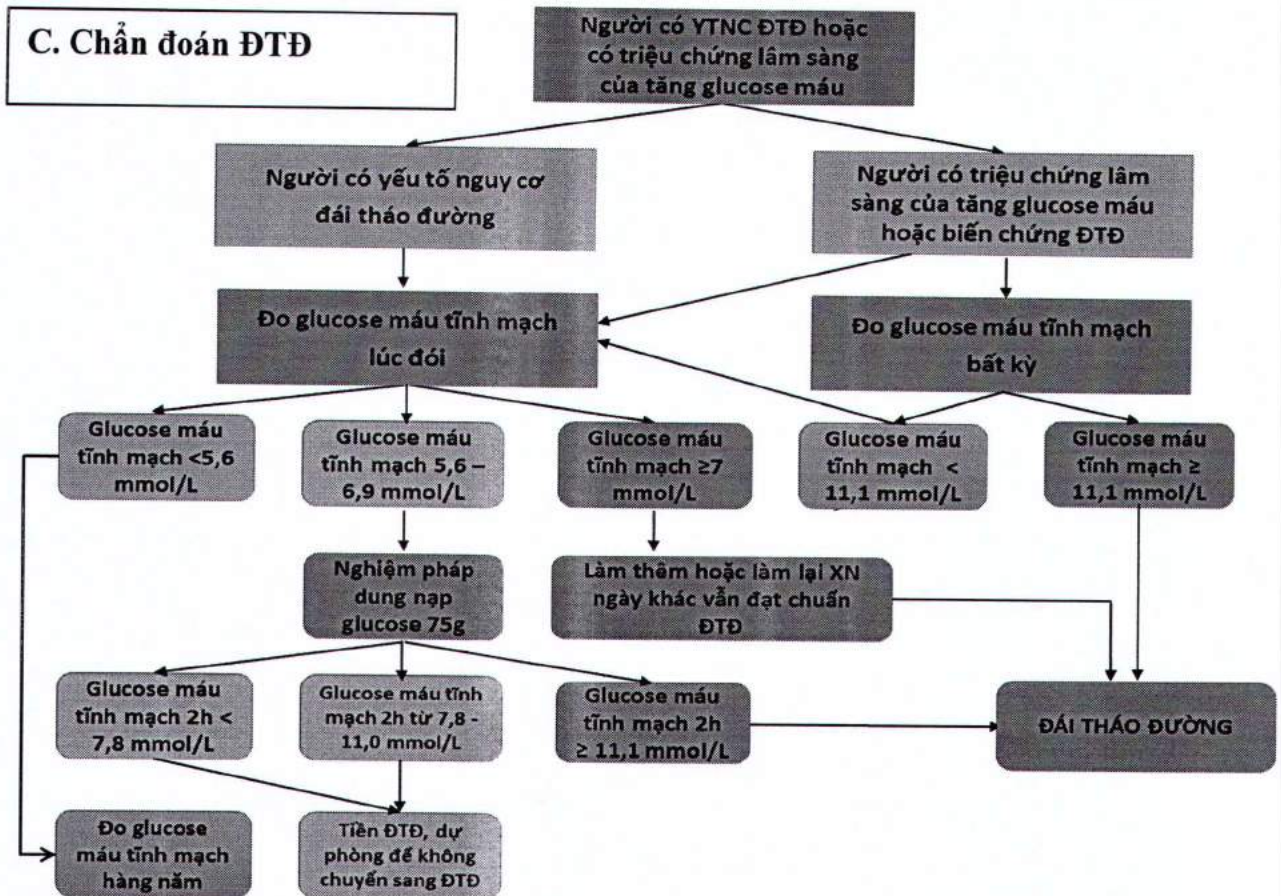 C. Chẩn đoán ĐTĐ
Người có YTNC ĐTĐ hoặc
có triệu chứng lâm sàng
của tăng glucose máu
Người có yếu tố nguy cơ
đái tháo đường
Người có triệu chứng lâm
sàng của tăng glucose máu
hoặc biến chứng ĐTĐ
Đo glucose máu tĩnh mạch
lúc đói
Đo glucose máu tĩnh mạch
bất kỳ
Glucose máu
tĩnh mạch <5,6
mmol/L
Glucose máu
tĩnh mạch 5,6 –
6,9 mmol/L
Glucose máu
tĩnh mạch ≥7
mmol/L
Glucose máu
tĩnh mạch <
11,1 mmol/L
Glucose máu
tĩnh mạch ≥
11,1 mmol/L
Nghiệm pháp
dung nạp
glucose 75g
Làm thêm hoặc làm lại XN
ngày khác vẫn đạt chuẩn
ĐTĐ
Glucose máu
tĩnh mạch 2h <
7,8 mmol/L
Glucose máu tĩnh
mạch 2h từ 7,8 -
11,0 mmol/L
Glucose máu
tĩnh mạch 2h
≥ 11,1 mmol/L
ĐÁI THÁO ĐƯỜNG
Đo glucose
máu tĩnh mạch
hàng năm
Tiền ĐTĐ, dự
phòng để không
chuyển sang ĐTĐ